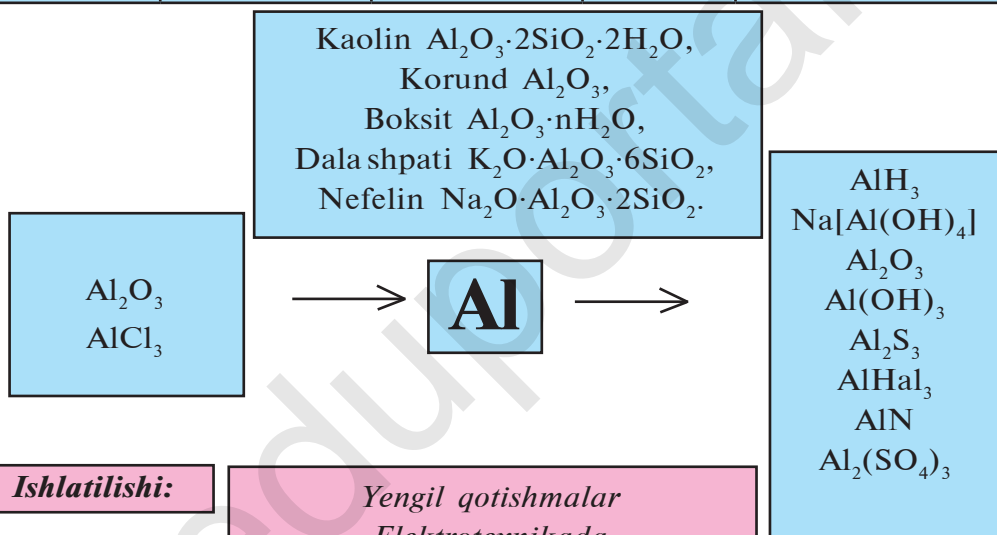 Kaolin Al₂O₃·2SiO₂·2H₂O,
Korund Al₂O₃,
Boksit Al₂O₃·nH₂O,
Dala shpati K₂O·Al₂O₃·6SiO₂,
Nefelin Na₂O·Al₂O₃·2SiO₂.
Al₂O₃
AlCl₃
Al
AlH₃
Na[Al(OH)₄]
Al₂O₃
Al(OH)₃
Al₂S₃
AlHal₃
AlN
Al₂(SO₄)₃
Ishlatilishi:
Yengil qotishmalar
eduportal